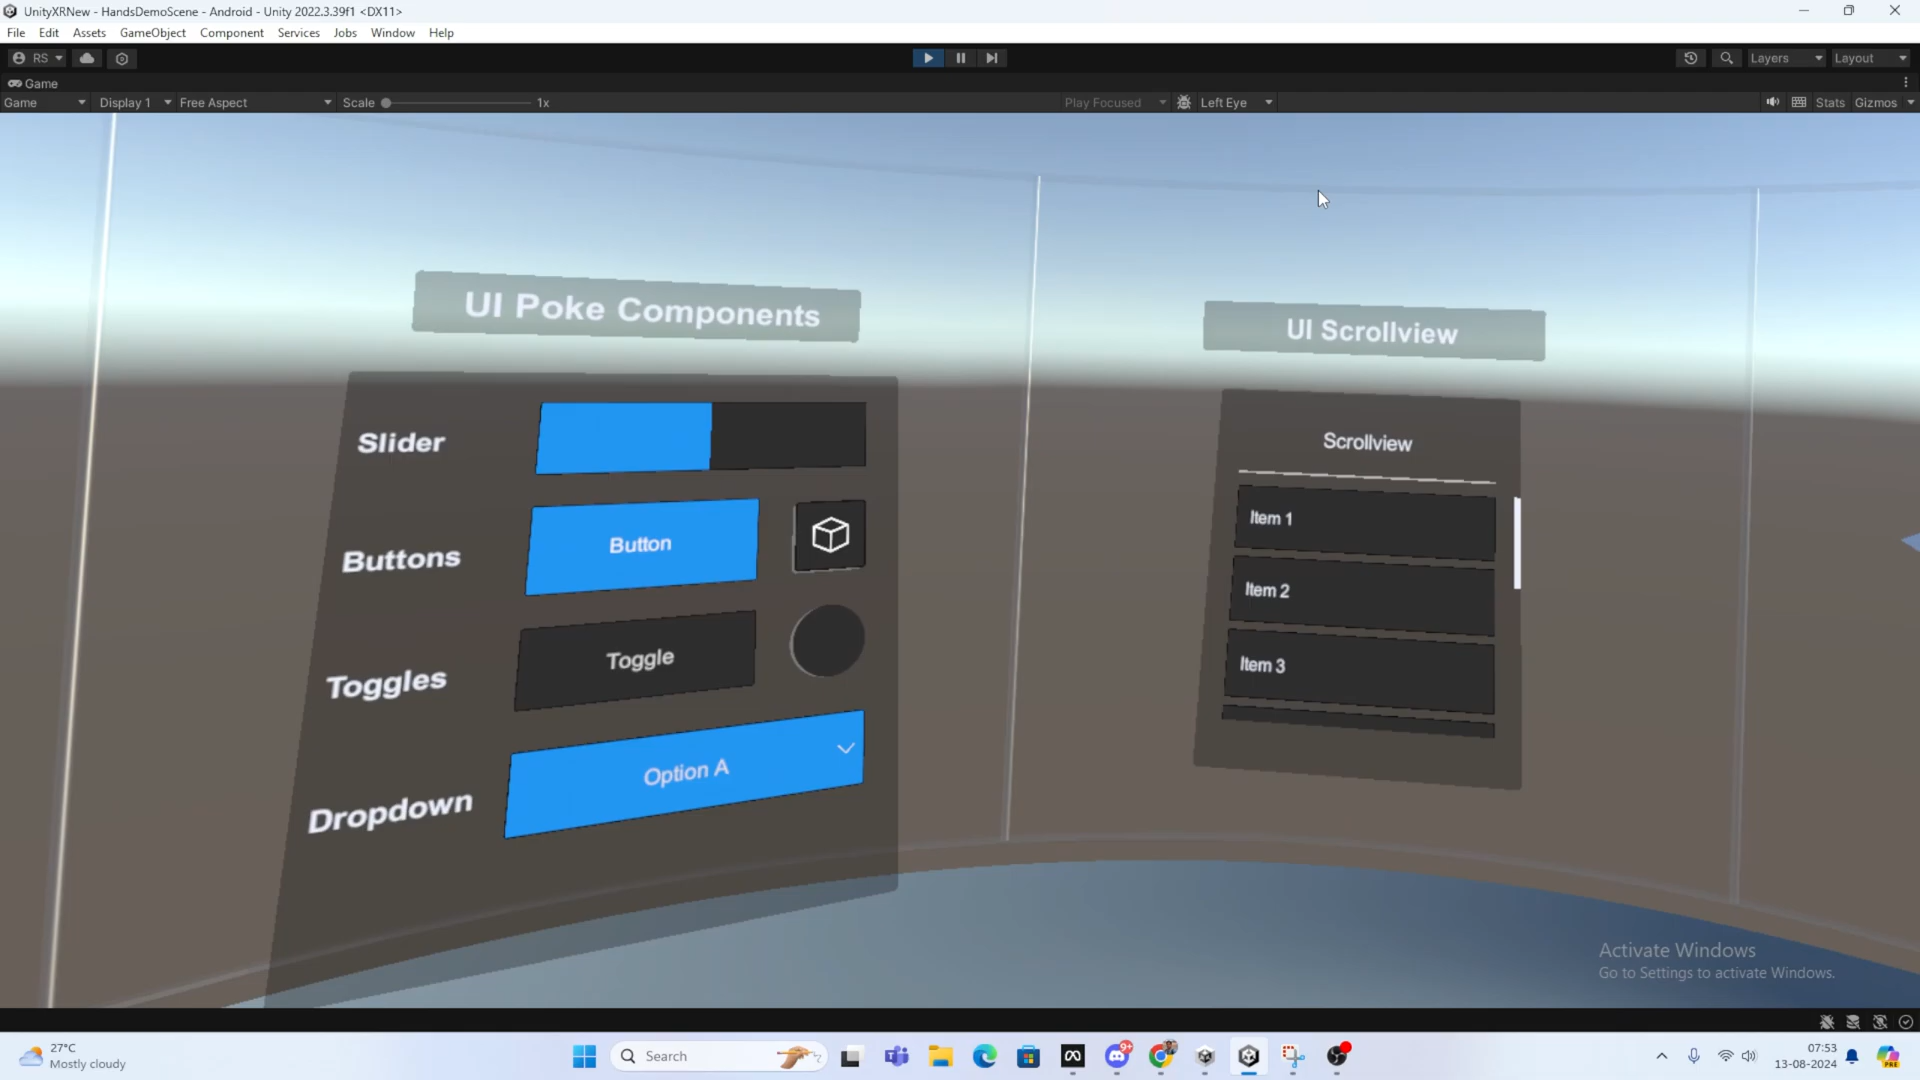 UnityXRNew - HandsDemoScene - Android - Unity 2022.3.39f1 <DX11>
File Edit Assets GameObject Component Services Jobs Window Help
RS Layers Layout
Game
Game Display 1 Free Aspect Scale 1x Play Focused Left Eye Stats Gizmos
UI Poke Components
Slider
Buttons Button
Toggles Toggle
Dropdown Option A
UI Scrollview
Scrollview
Item 1
Item 2
Item 3
Activate Windows
Go to Settings to activate Windows.
27°C
Mostly cloudy
Search
9+
07:53
13-08-2024
PRE